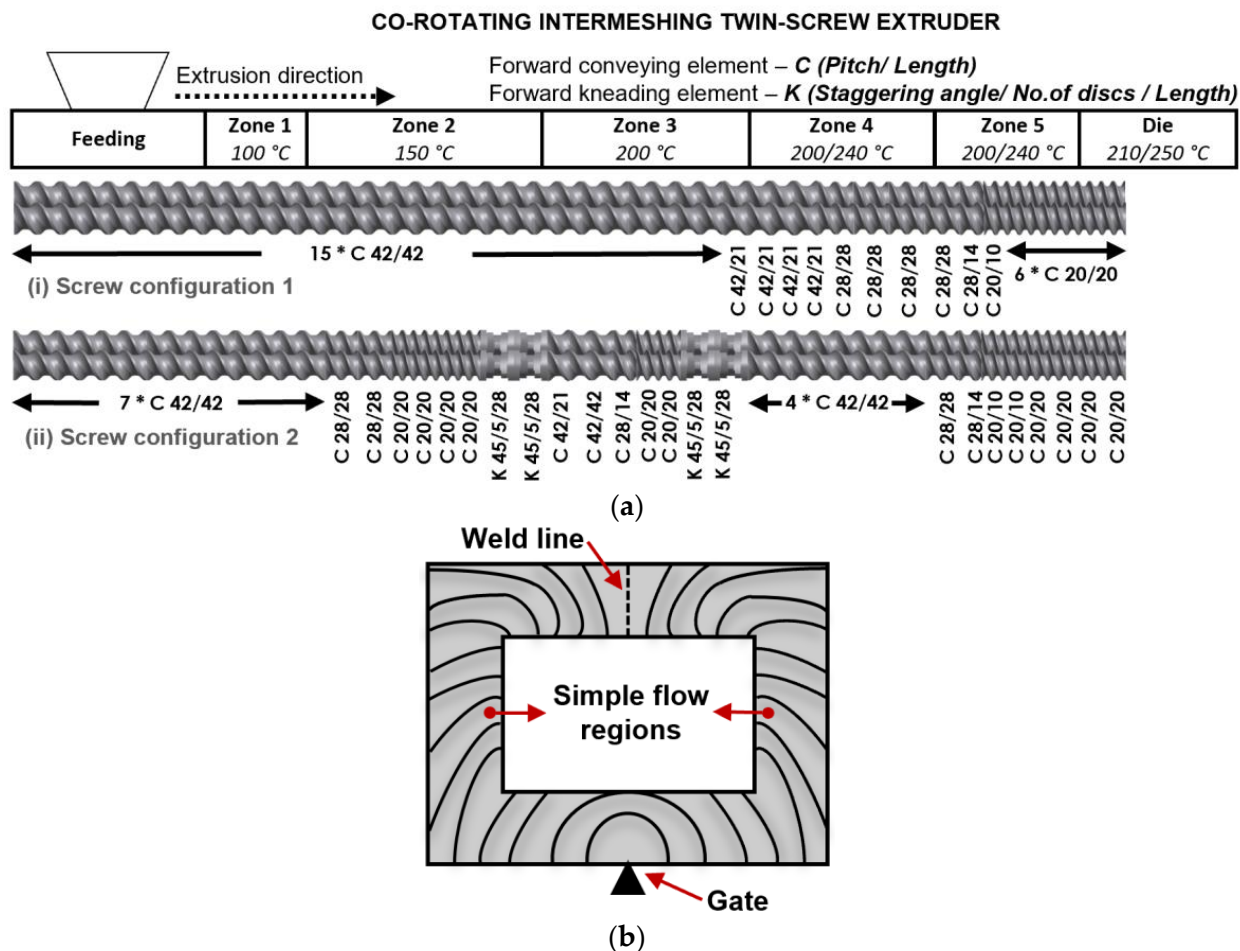 CO-ROTATING INTERMESHING TWIN-SCREW EXTRUDER
Extrusion direction
Forward conveying element – C (Pitch/ Length)
Forward kneading element – K (Staggering angle/ No.of discs / Length)
Feeding
Zone 1
100 °C
Zone 2
150 °C
Zone 3
200 °C
Zone 4
200/240 °C
Zone 5
200/240 °C
Die
210/250 °C
15 * C 42/42
C 42/21
C 42/21
C 42/21
C 42/21
C 28/28
C 28/28
C 28/28
C 28/28
C 28/14
C 20/10
6 * C 20/20
(i) Screw configuration 1
7 * C 42/42
C 28/28
C 28/28
C 20/20
C 20/20
C 20/20
C 20/20
K 45/5/28
K 45/5/28
C 42/21
C 42/42
C 28/14
C 20/20
C 20/20
K 45/5/28
K 45/5/28
4 * C 42/42
C 28/28
C 28/14
C 20/10
C 20/10
C 20/20
C 20/20
C 20/20
C 20/20
(ii) Screw configuration 2
(a)
Weld line
Simple flow
regions
Gate
(b)